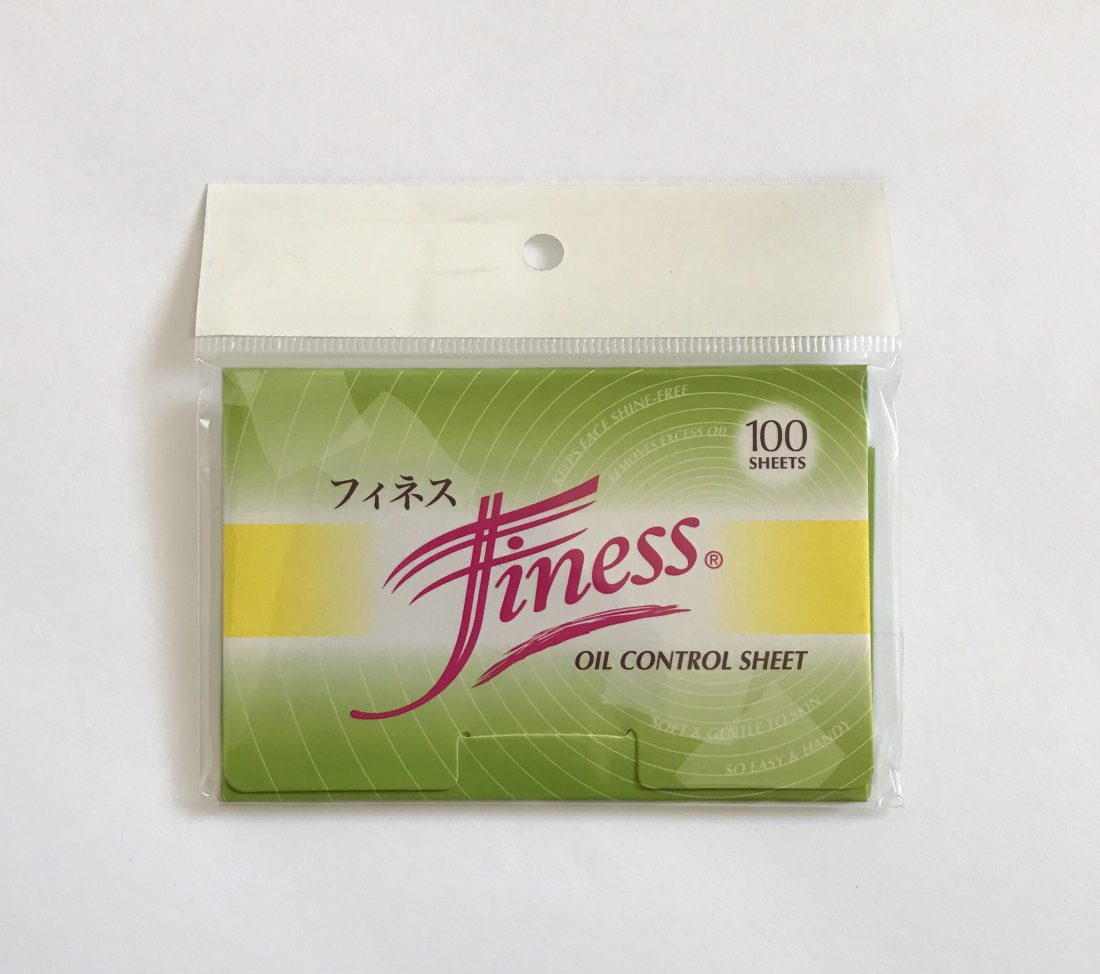 KEEPS FACE SHINE-FREE
REMOVES EXCESS OIL
100
SHEETS
フィネス
Finess®
OIL CONTROL SHEET
SOFT & GENTLE TO SKIN
SO EASY & HANDY